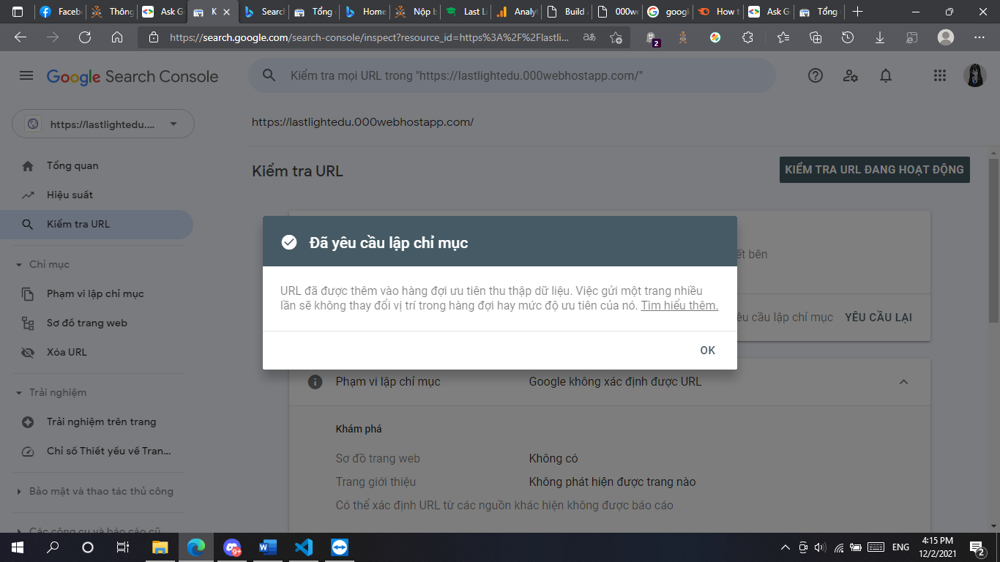 Facebo
Thông
Ask G
K
Search
Tổng
Home
Nộp b
Last Li
Analyt
Build
000we
google
How t
Ask G
Tổng
https://search.google.com/search-console/inspect?resource_id=https%3A%2F%2Flastli...
aあ
2
Google Search Console
Kiểm tra mọi URL trong "https://lastlightedu.000webhostapp.com/"
https://lastlightedu....
https://lastlightedu.000webhostapp.com/
Tổng quan
Hiệu suất
Kiểm tra URL
Chỉ mục
Phạm vi lập chỉ mục
Sơ đồ trang web
Xóa URL
Trải nghiệm
Trải nghiệm trên trang
Chỉ số Thiết yếu về Tran...
Bảo mật và thao tác thủ công
Các công cụ và báo cáo cũ
Kiểm tra URL
KIỂM TRA URL ĐANG HOẠT ĐỘNG
ết bên
Đã yêu cầu lập chỉ mục
URL đã được thêm vào hàng đợi ưu tiên thu thập dữ liệu. Việc gửi một trang nhiều
lần sẽ không thay đổi vị trí trong hàng đợi hay mức độ ưu tiên của nó. Tìm hiểu thêm.
OK
êu cầu lập chỉ mục
YÊU CẦU LẠI
Phạm vi lập chỉ mục
Google không xác định được URL
Khám phá
Sơ đồ trang web
Không có
Trang giới thiệu
Không phát hiện được trang nào
Có thể xác định URL từ các nguồn khác hiện không được báo cáo
9+
ENG
4:15 PM
12/2/2021
2